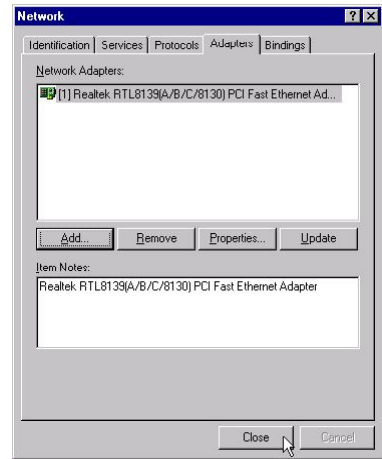 Network
Identification Services Protocols Adapters Bindings
Network Adapters:
[1] Realtek RTL8139(A/B/C/8130) PCI Fast Ethernet Ad...
Add... Remove Properties... Update
Item Notes:
Realtek RTL8139(A/B/C/8130) PCI Fast Ethernet Adapter
Close Cancel